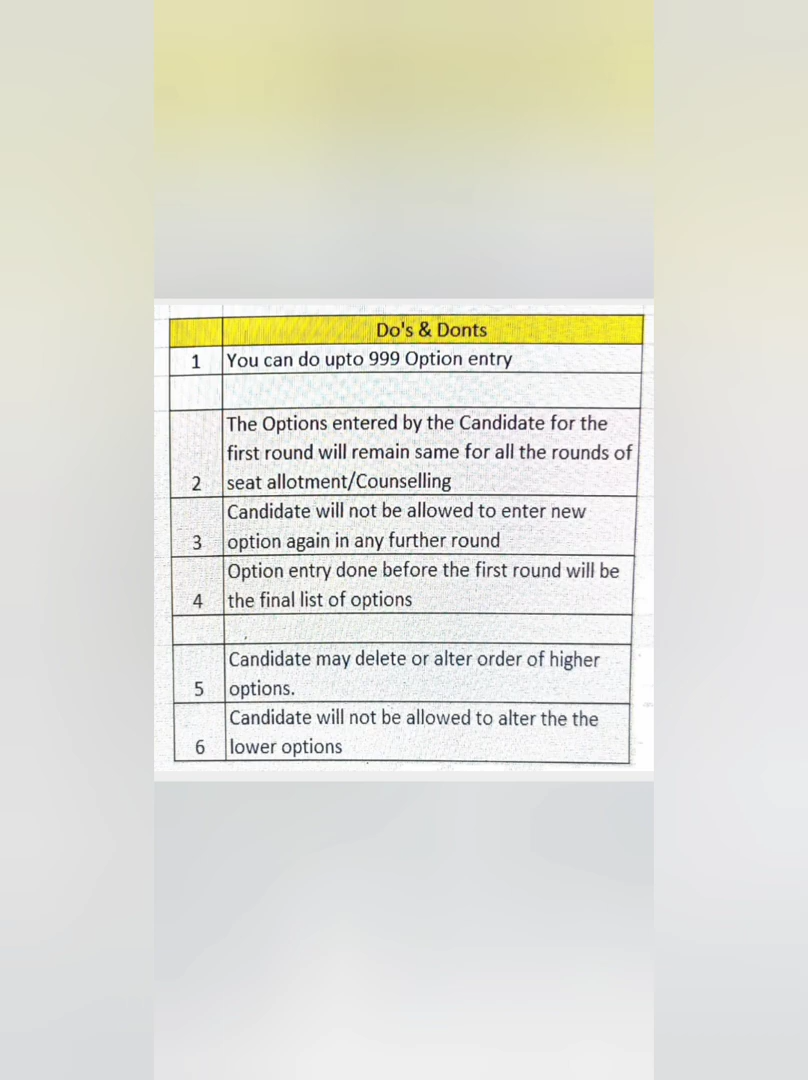 Do's & Donts
1 You can do upto 999 Option entry
The Options entered by the Candidate for the
first round will remain same for all the rounds of
2 seat allotment/Counselling
Candidate will not be allowed to enter new
3 option again in any further round
Option entry done before the first round will be
4 the final list of options
Candidate may delete or alter order of higher
5 options.
Candidate will not be allowed to alter the the
6 lower options